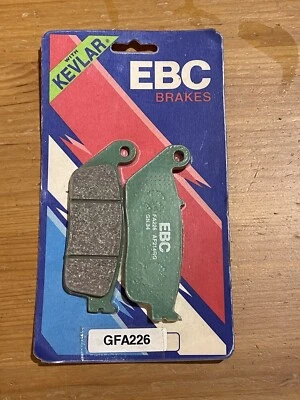 WITH
KEVLAR
EBC
BRAKES
EBC
GFA226